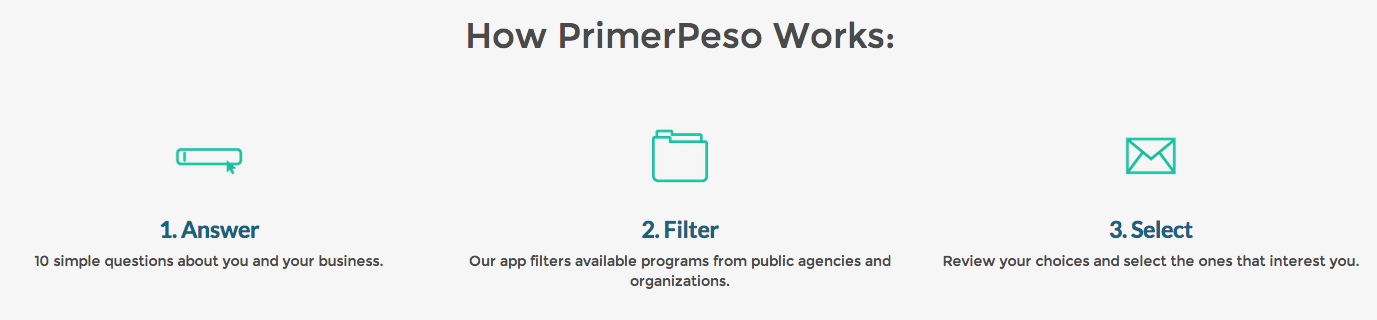 How PrimerPeso Works:
1. Answer
10 simple questions about you and your business.
2. Filter
Our app filters available programs from public agencies and
organizations.
3. Select
Review your choices and select the ones that interest you.